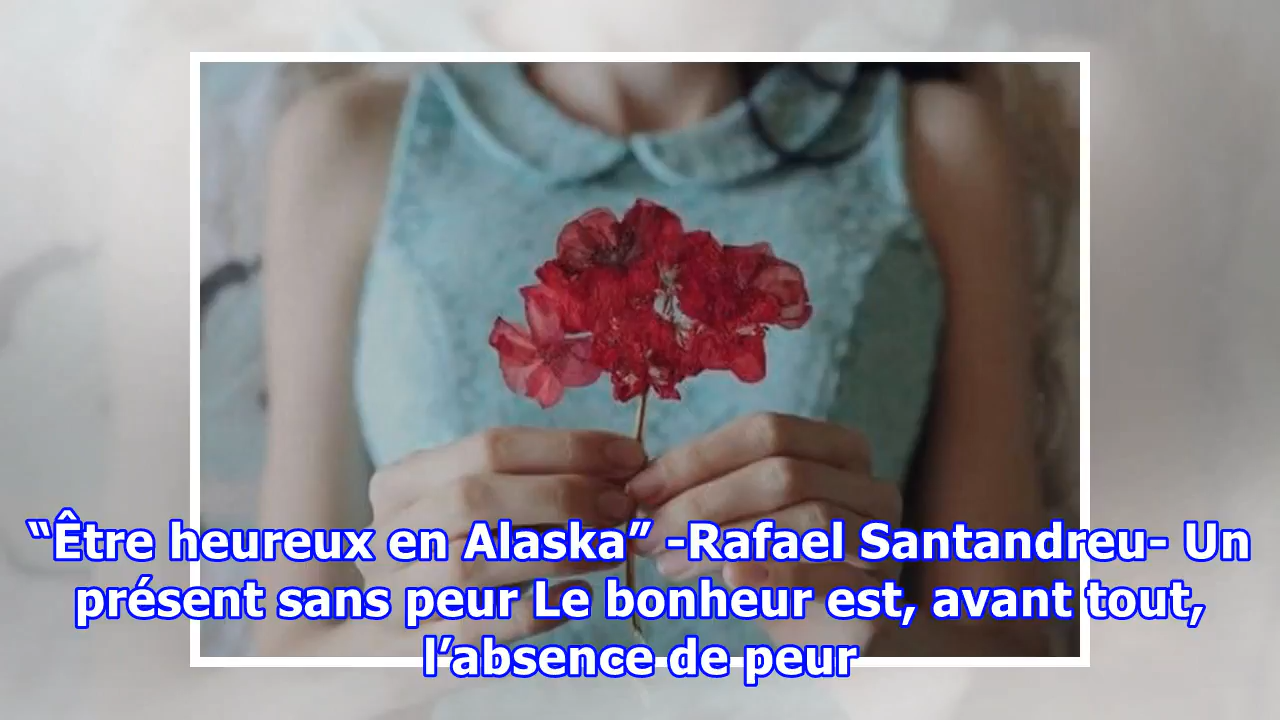 “Être heureux en Alaska” -Rafael Santandreu- Un
présent sans peur Le bonheur est, avant tout,
l’absence de peur